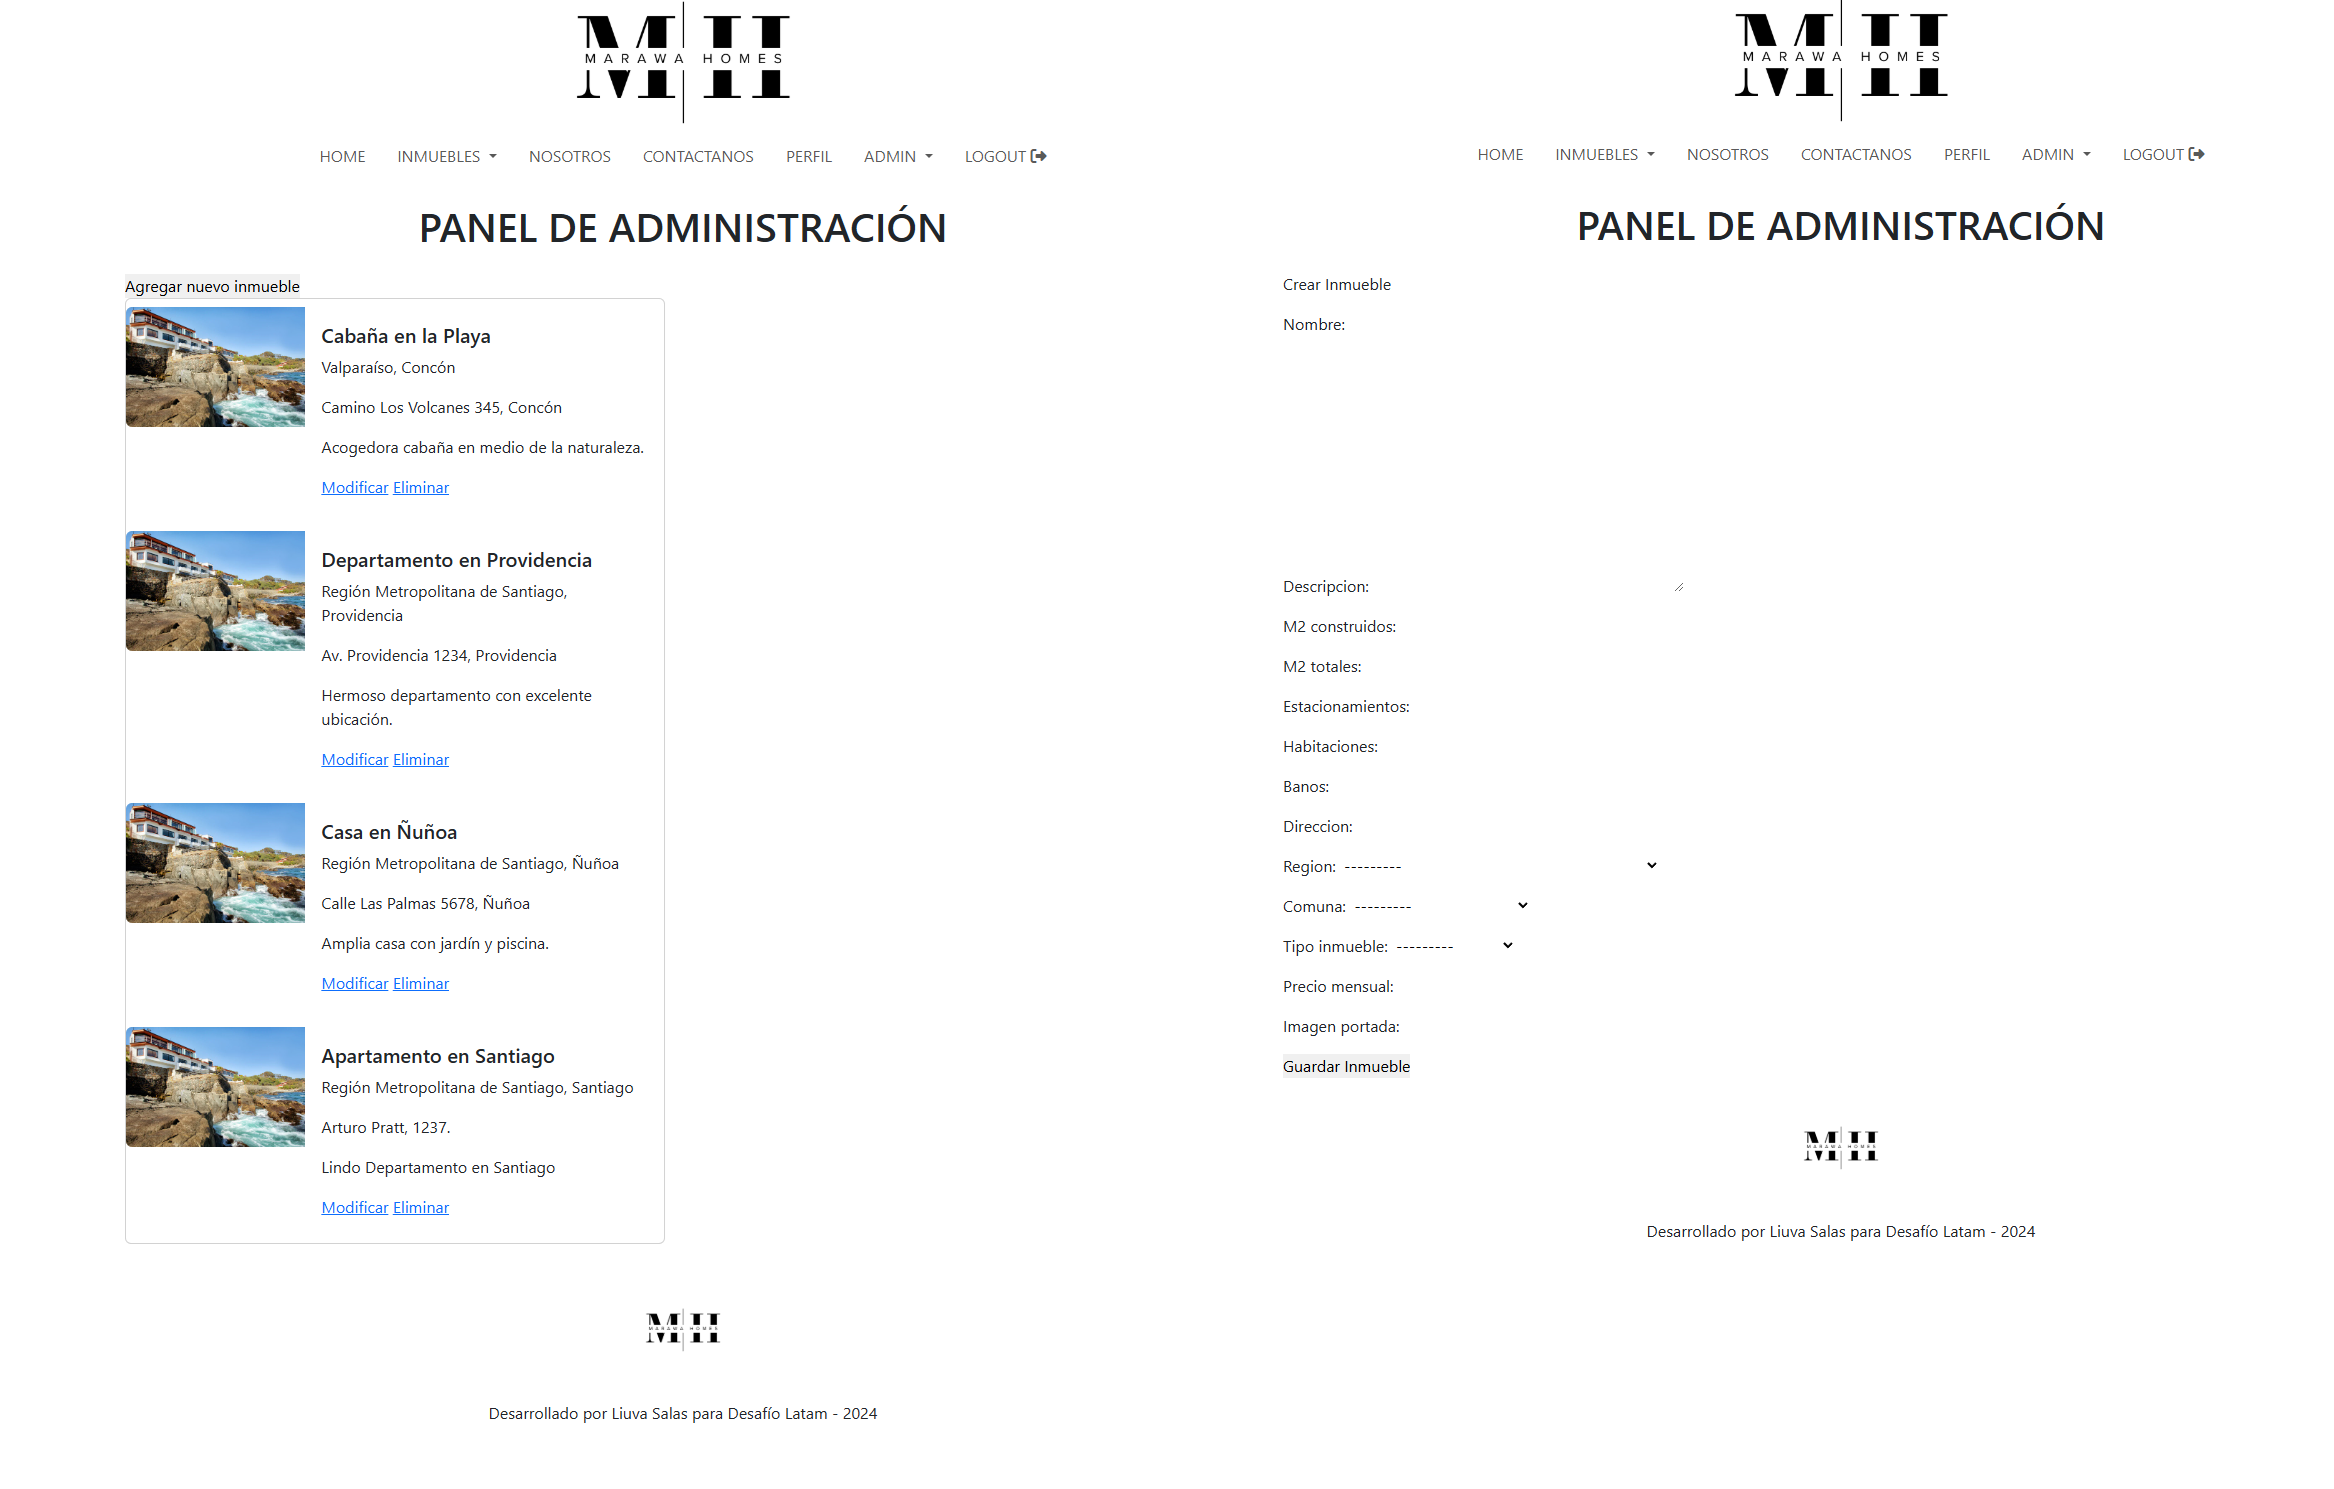 MARAWA HOMES
HOME INMUEBLES NOSOTROS CONTACTANOS PERFIL ADMIN LOGOUT
PANEL DE ADMINISTRACIÓN
Agregar nuevo inmueble
Cabaña en la Playa
Valparaíso, Concón
Camino Los Volcanes 345, Concón
Acogedora cabaña en medio de la naturaleza.
Modificar Eliminar
Departamento en Providencia
Región Metropolitana de Santiago,
Providencia
Av. Providencia 1234, Providencia
Hermoso departamento con excelente
ubicación.
Modificar Eliminar
Casa en Ñuñoa
Región Metropolitana de Santiago, Ñuñoa
Calle Las Palmas 5678, Ñuñoa
Amplia casa con jardín y piscina.
Modificar Eliminar
Apartamento en Santiago
Región Metropolitana de Santiago, Santiago
Arturo Pratt, 1237.
Lindo Departamento en Santiago
Modificar Eliminar
MH
MARAWA HOMES
Desarrollado por Liuva Salas para Desafío Latam - 2024
MH
MARAWA HOMES
HOME INMUEBLES NOSOTROS CONTACTANOS PERFIL ADMIN LOGOUT
PANEL DE ADMINISTRACIÓN
Crear Inmueble
Nombre:
Descripcion:
M2 construidos:
M2 totales:
Estacionamientos:
Habitaciones:
Banos:
Direccion:
Region: ---------
Comuna: ---------
Tipo inmueble: ---------
Precio mensual:
Imagen portada:
Guardar Inmueble
MH
MARAWA HOMES
Desarrollado por Liuva Salas para Desafío Latam - 2024